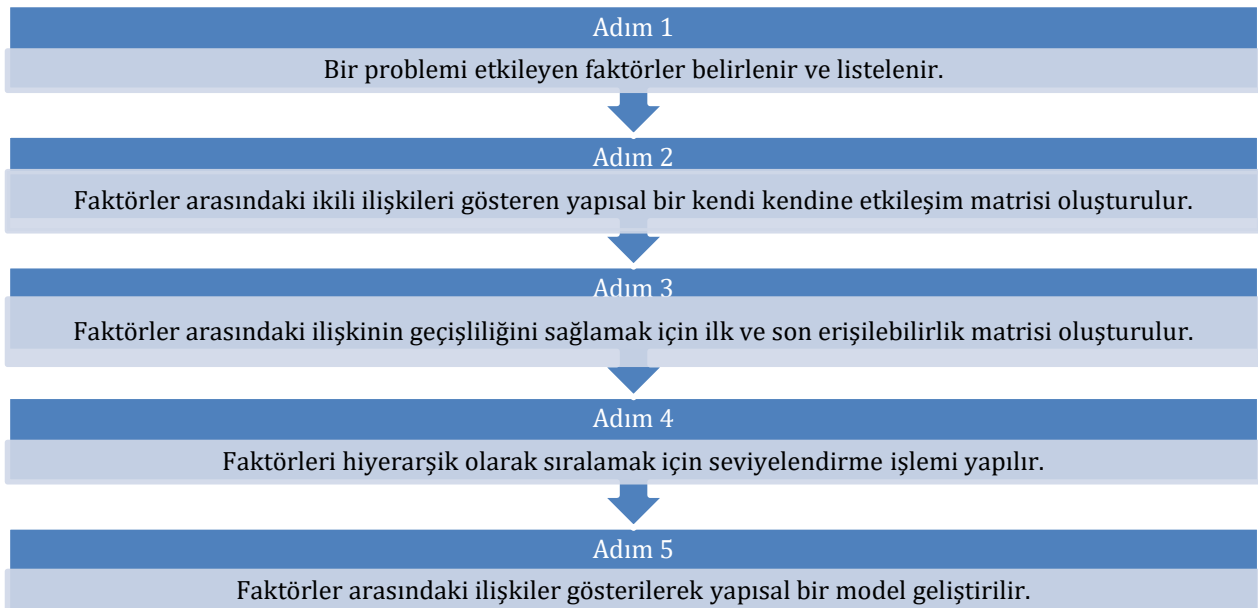 Adım 1
Bir problemi etkileyen faktörler belirlenir ve listelenir.
Adım 2
Faktörler arasındaki ikili ilişkileri gösteren yapısal bir kendi kendine etkileşim matrisi oluşturulur.
Adım 3
Faktörler arasındaki ilişkinin geçişliliğini sağlamak için ilk ve son erişilebilirlik matrisi oluşturulur.
Adım 4
Faktörleri hiyerarşik olarak sıralamak için seviyelendirme işlemi yapılır.
Adım 5
Faktörler arasındaki ilişkiler gösterilerek yapısal bir model geliştirilir.